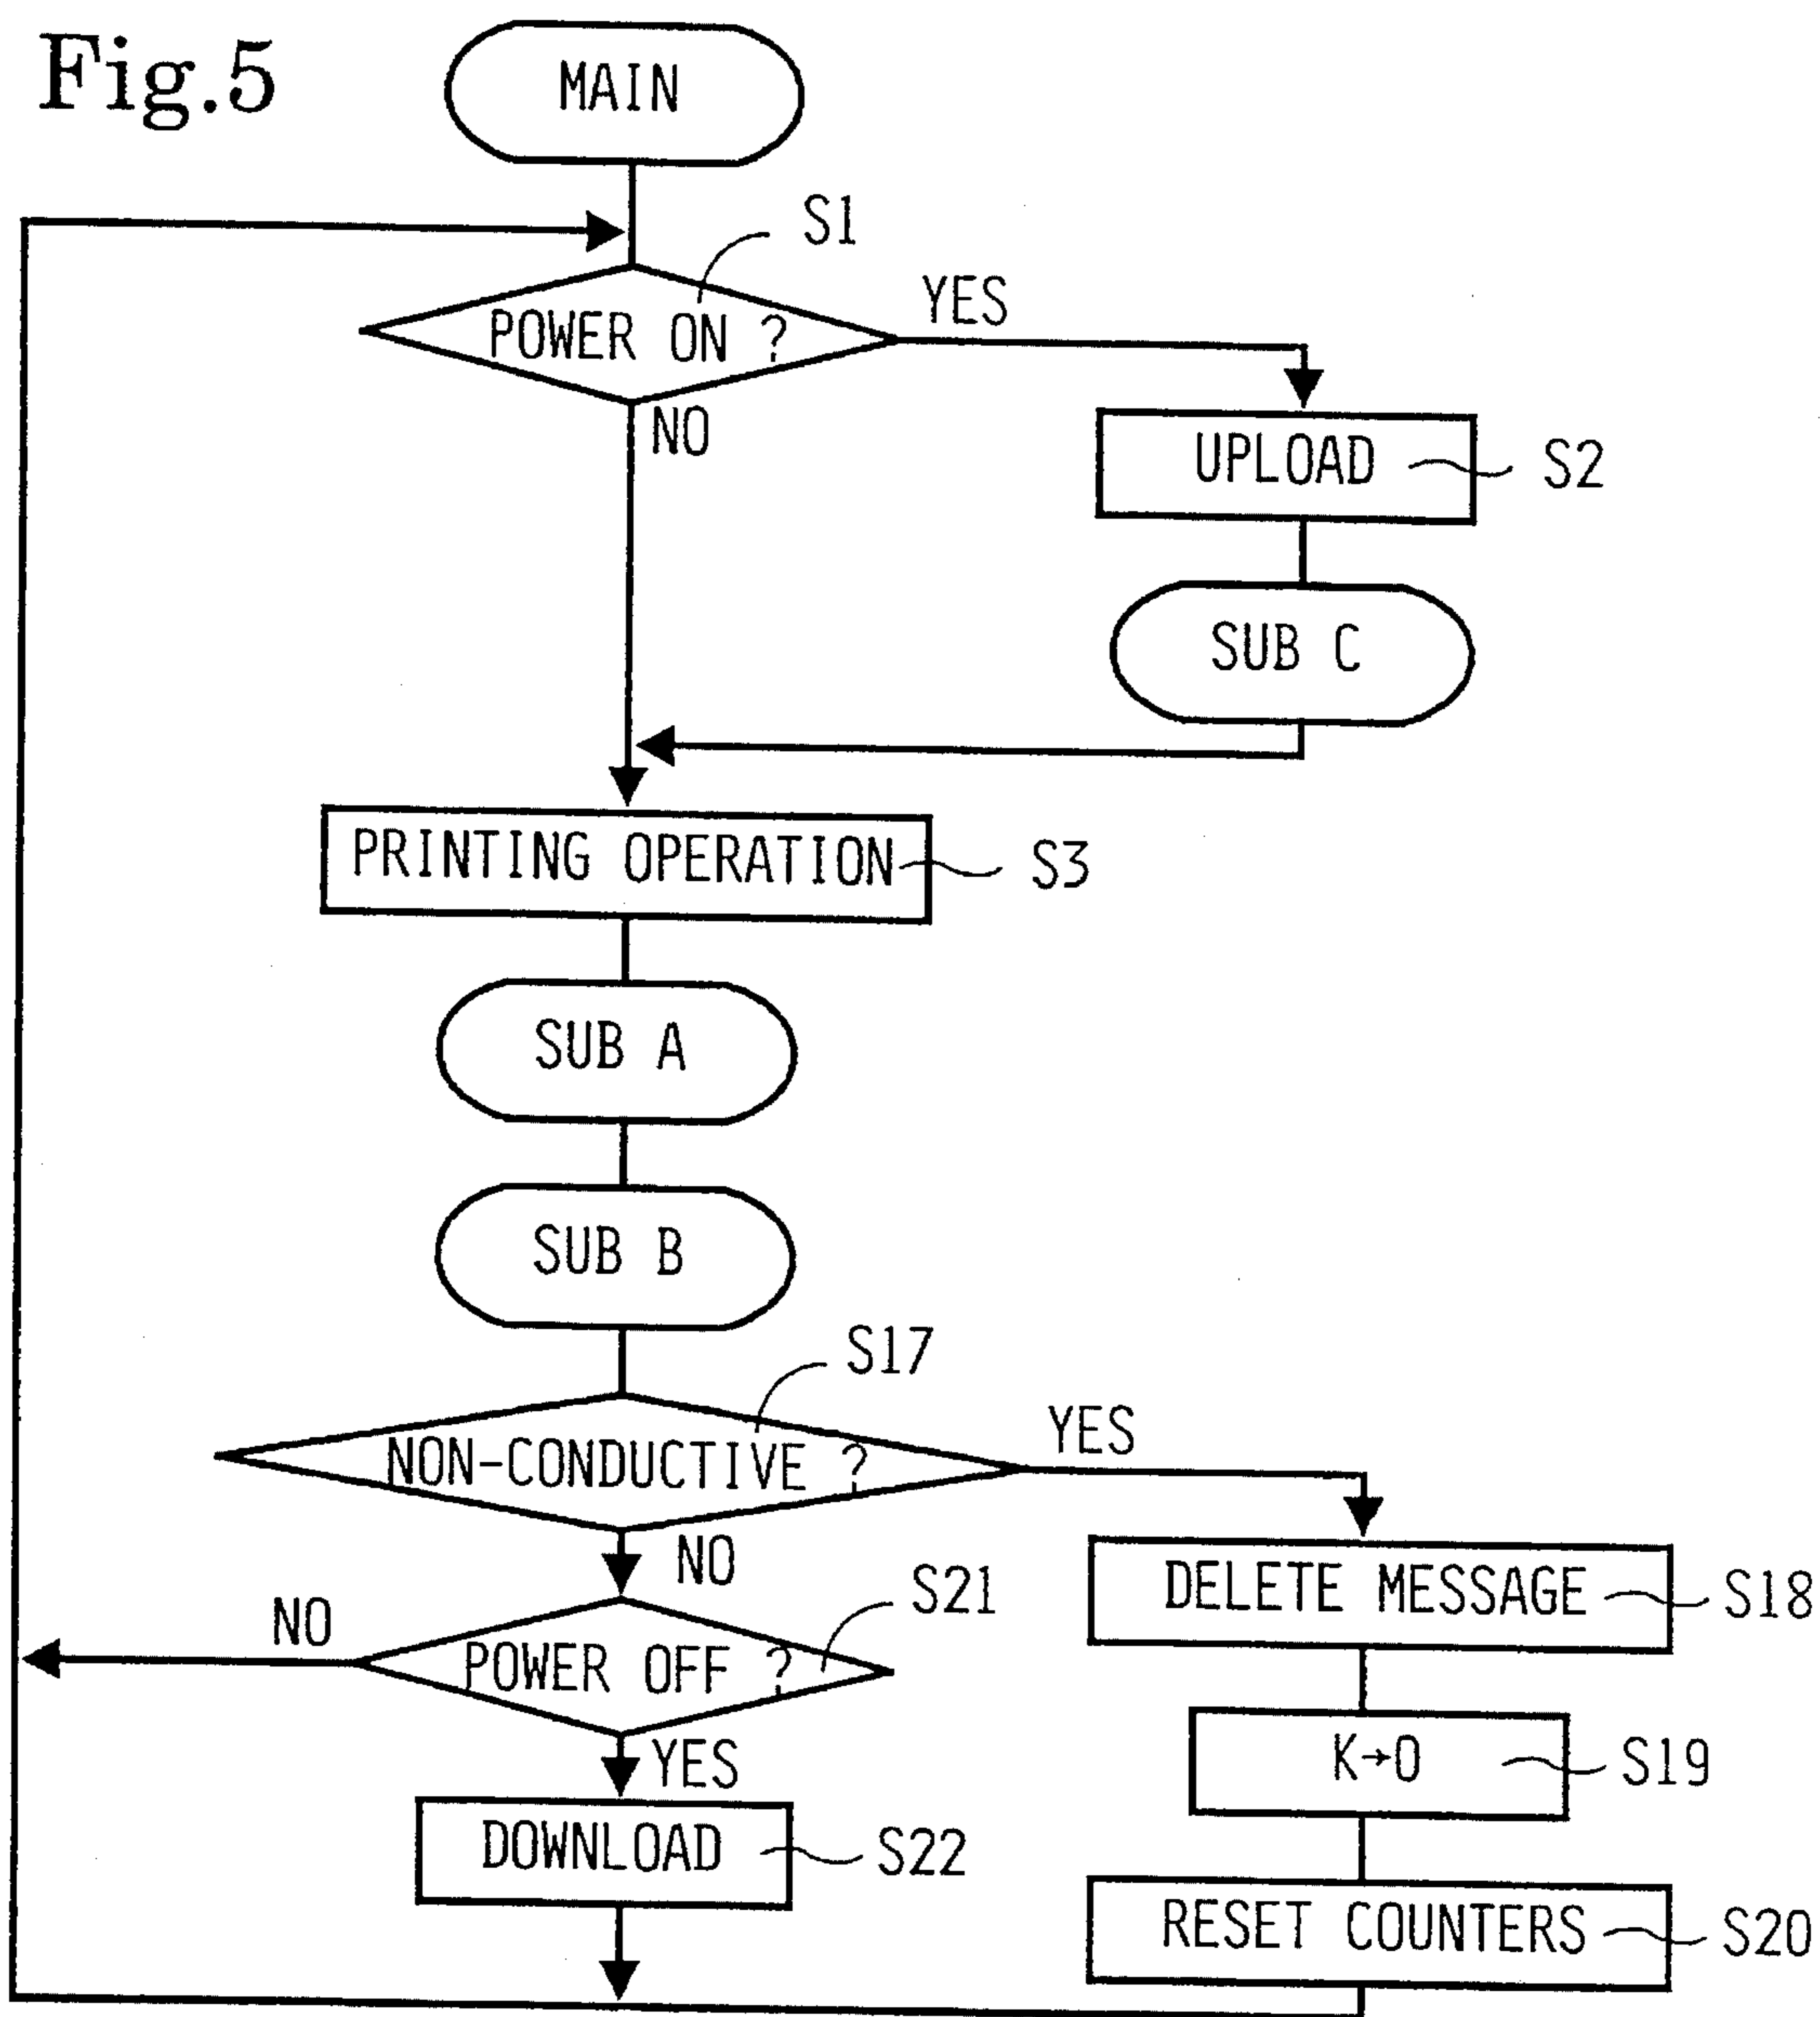 Fig.5
MAIN
S1
POWER ON ?
YES
NO
UPLOAD
S2
SUB C
PRINTING OPERATION
S3
SUB A
SUB B
S17
NON-CONDUCTIVE ?
YES
NO
DELETE MESSAGE
S18
S21
NO
POWER OFF ?
YES
K→0
S19
DOWNLOAD
S22
RESET COUNTERS
S20